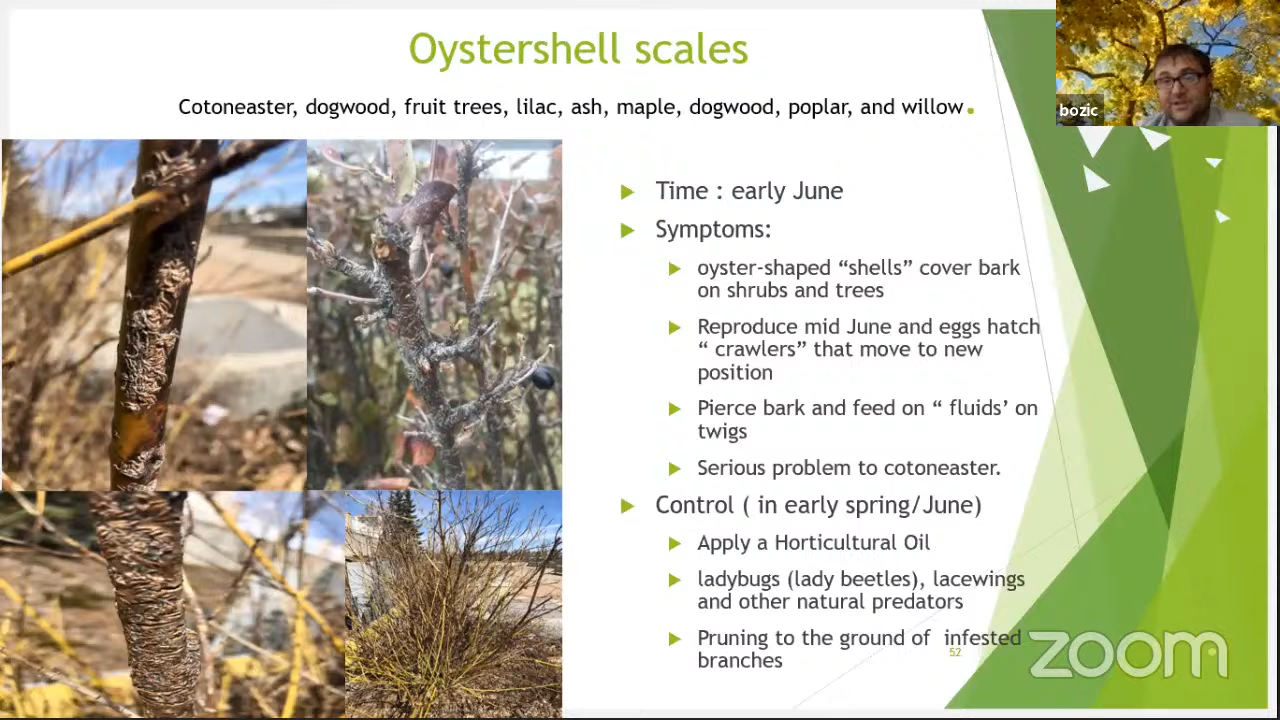 Oystershell scales
Cotoneaster, dogwood, fruit trees, lilac, ash, maple, dogwood, poplar, and willow.
bozic
Time : early June
Symptoms:
oyster-shaped “shells” cover bark
on shrubs and trees
Reproduce mid June and eggs hatch
“ crawlers” that move to new
position
Pierce bark and feed on “ fluids’ on
twigs
Serious problem to cotoneaster.
Control ( in early spring/June)
Apply a Horticultural Oil
ladybugs (lady beetles), lacewings
and other natural predators
Pruning to the ground of infested
branches
52
zoom